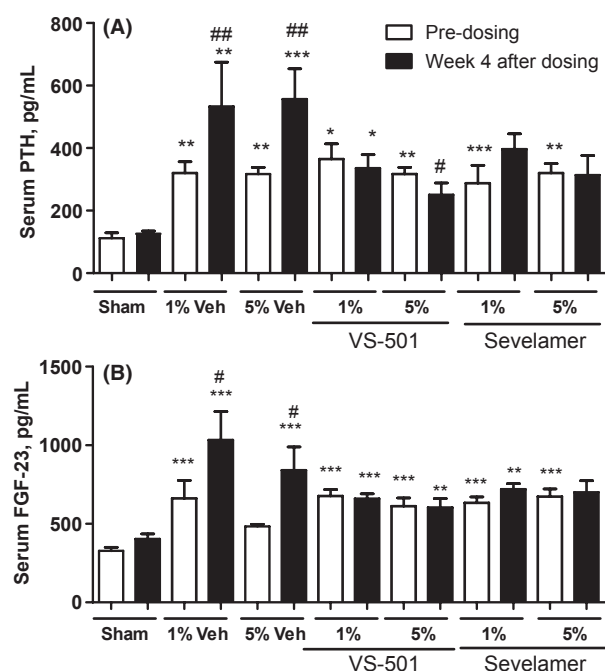 (A)
Pre-dosing
Week 4 after dosing
Serum PTH, pg/mL
800
600
400
200
0
## ##
** ***
** ** * * ** # *** **
Sham 1% Veh 5% Veh 1% 5% 1% 5%
VS-501 Sevelamer
(B)
Serum FGF-23, pg/mL
1500
1000
500
0
# #
*** ***
*** *** *** *** ** *** ** ***
Sham 1% Veh 5% Veh 1% 5% 1% 5%
VS-501 Sevelamer